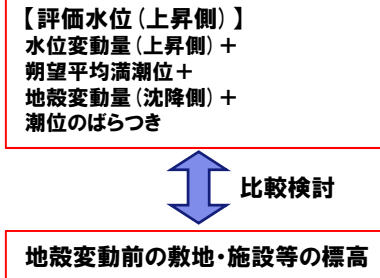 【評価水位(上昇側)】
水位変動量(上昇側)+
朔望平均満潮位+
地殻変動量(沈降側)+
潮位のばらつき
比較検討
地殻変動前の敷地・施設等の標高